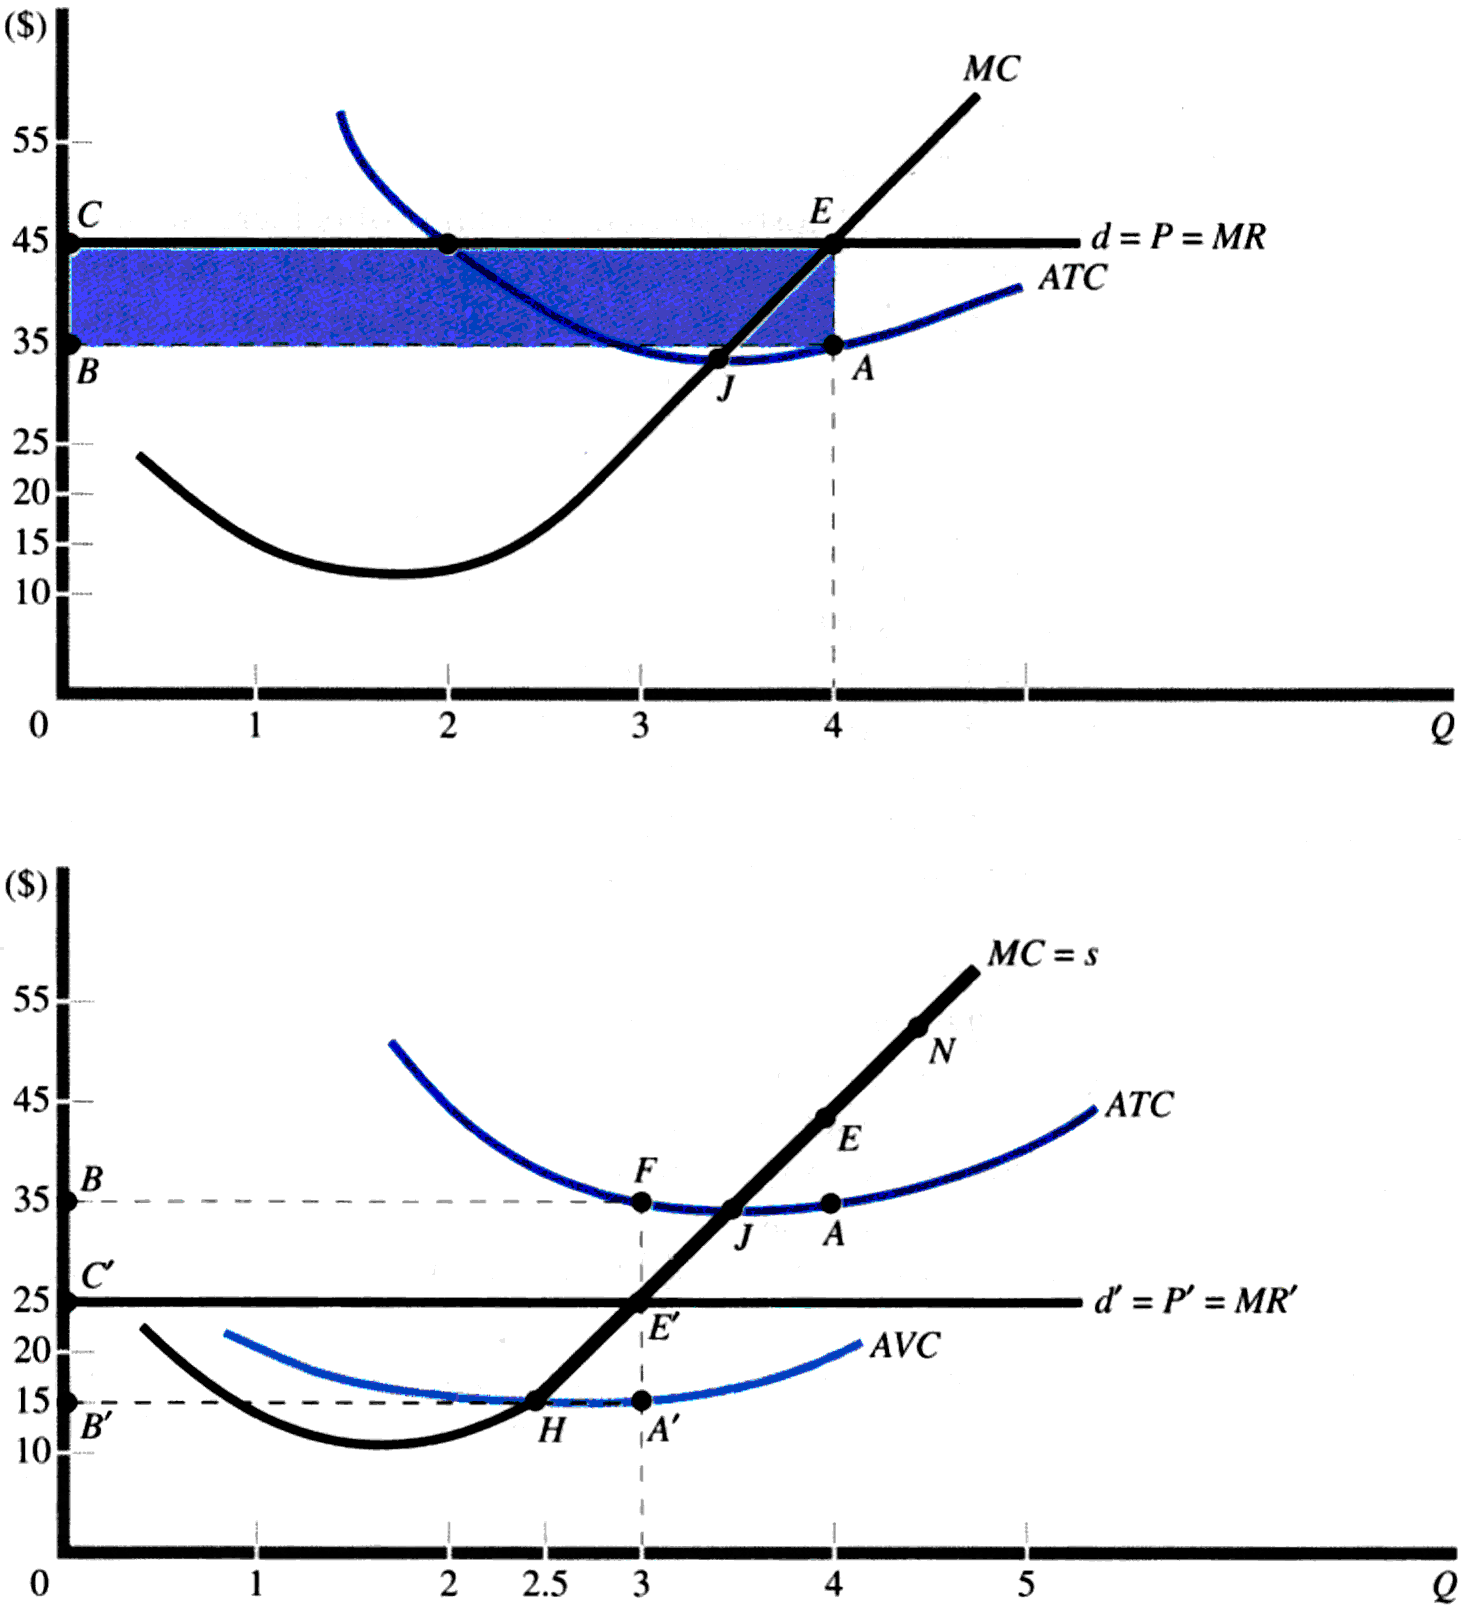 ($)
MC
55
C
E
45
d = P = MR
ATC
35
B
J
A
25
20
15
10
0 1 2 3 4 Q
($)
MC = s
55
N
45
E
ATC
B
F
35
J
A
C′
25
E′
d′ = P′ = MR′
20
AVC
15
B′
H
A′
10
0 1 2 2.5 3 4 5 Q